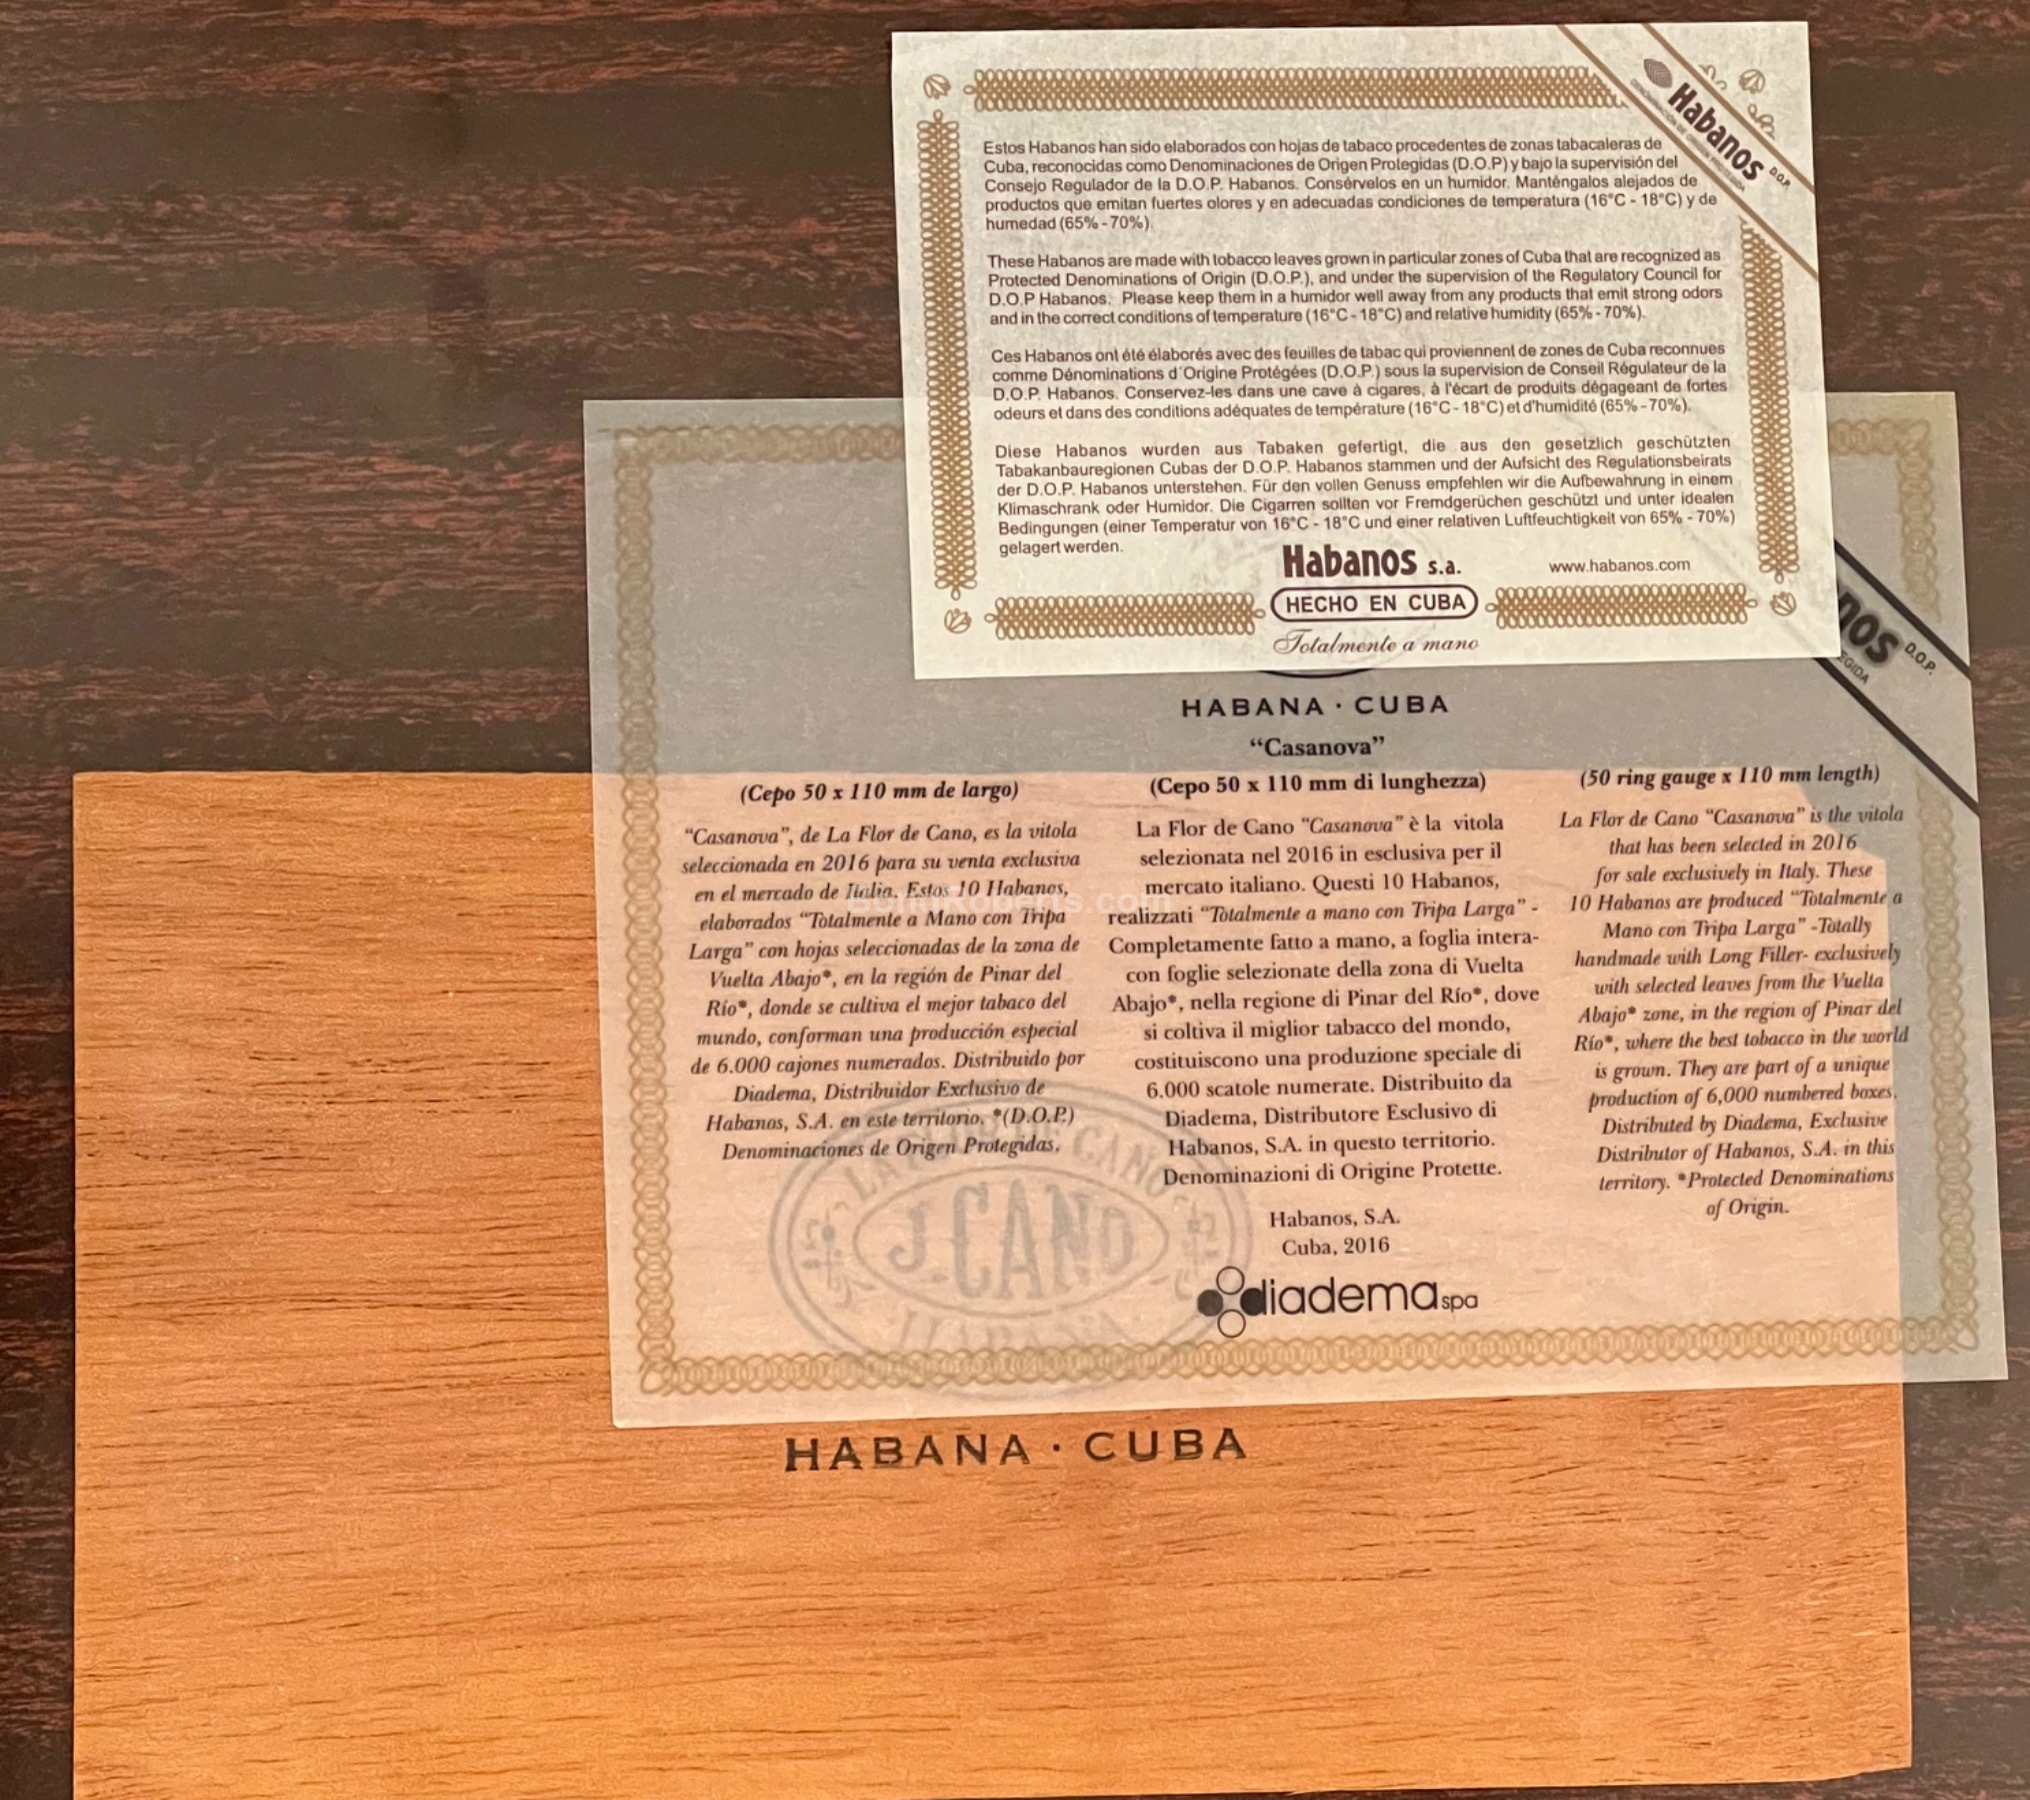 Habanos
D.O.P.
Estos Habanos han sido elaborados con hojas de tabaco procedentes de zonas tabacaleras de
Cuba, reconocidas como Denominaciones de Origen Protegidas (D.O.P) y bajo la supervisión del
Consejo Regulador de la D.O.P. Habanos. Consérvelos en un humidor. Manténgalos alejados de
productos que emitan fuertes olores y en adecuadas condiciones de temperatura (16°C - 18°C) y de
humedad (65% - 70%).
These Habanos are made with tobacco leaves grown in particular zones of Cuba that are recognized as
Protected Denominations of Origin (D.O.P.), and under the supervision of the Regulatory Council for
D.O.P Habanos. Please keep them in a humidor well away from any products that emit strong odors
and in the correct conditions of temperature (16°C - 18°C) and relative humidity (65% - 70%).
Ces Habanos ont été élaborés avec des feuilles de tabac qui proviennent de zones de Cuba reconnues
comme Dénominations d´Origine Protégées (D.O.P.) sous la supervision de Conseil Régulateur de la
D.O.P. Habanos. Conservez-les dans une cave à cigares, à l'écart de produits dégageant de fortes
odeurs et dans des conditions adéquates de température (16°C - 18°C) et d'humidité (65% - 70%).
Diese Habanos wurden aus Tabaken gefertigt, die aus den gesetzlich geschützten
Tabakanbauregionen Cubas der D.O.P. Habanos stammen und der Aufsicht des Regulationsbeirats
der D.O.P. Habanos unterstehen. Für den vollen Genuss empfehlen wir die Aufbewahrung in einem
Klimaschrank oder Humidor. Die Cigarren sollten vor Fremdgerüchen geschützt und unter idealen
Bedingungen (einer Temperatur von 16°C - 18°C und einer relativen Luftfeuchtigkeit von 65% - 70%)
gelagert werden.
Habanos s.a.
www.habanos.com
HECHO EN CUBA
Totalmente a mano
nos D.O.P.
EGIDA
HABANA · CUBA
“Casanova”
(Cepo 50 x 110 mm de largo)
“Casanova”, de La Flor de Cano, es la vitola
seleccionada en 2016 para su venta exclusiva
en el mercado de Italia. Estos 10 Habanos,
elaborados “Totalmente a Mano con Tripa
Larga” con hojas seleccionadas de la zona de
Vuelta Abajo*, en la región de Pinar del
Río*, donde se cultiva el mejor tabaco del
mundo, conforman una producción especial
de 6.000 cajones numerados. Distribuido por
Diadema, Distribuidor Exclusivo de
Habanos, S.A. en este territorio. *(D.O.P.)
Denominaciones de Origen Protegidas.
(Cepo 50 x 110 mm di lunghezza)
La Flor de Cano “Casanova” è la vitola
selezionata nel 2016 in esclusiva per il
mercato italiano. Questi 10 Habanos,
realizzati “Totalmente a mano con Tripa Larga” -
Completamente fatto a mano, a foglia intera-
con foglie selezionate della zona di Vuelta
Abajo*, nella regione di Pinar del Río*, dove
si coltiva il miglior tabacco del mondo,
costituiscono una produzione speciale di
6.000 scatole numerate. Distribuito da
Diadema, Distributore Esclusivo di
Habanos, S.A. in questo territorio.
Denominazioni di Origine Protette.
Habanos, S.A.
Cuba, 2016
diadema spa
(50 ring gauge x 110 mm length)
La Flor de Cano “Casanova” is the vitola
that has been selected in 2016
for sale exclusively in Italy. These
10 Habanos are produced “Totalmente a
Mano con Tripa Larga” -Totally
handmade with Long Filler- exclusively
with selected leaves from the Vuelta
Abajo* zone, in the region of Pinar del
Río*, where the best tobacco in the world
is grown. They are part of a unique
production of 6,000 numbered boxes.
Distributed by Diadema, Exclusive
Distributor of Habanos, S.A. in this
territory. *Protected Denominations
of Origin.
BondRoberts.com
LA FLOR DE CANO
J. CANO
HABANA
HABANA · CUBA